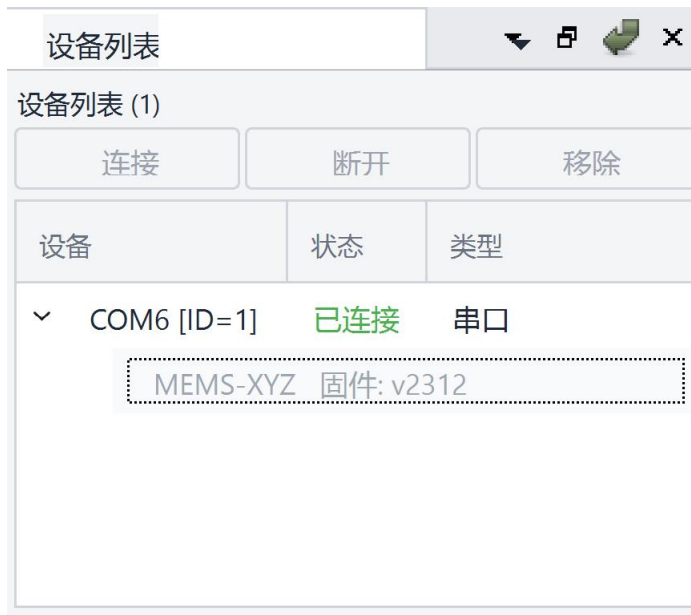 设备列表
设备列表 (1)
连接 断开 移除
设备 状态 类型
COM6 [ID=1] 已连接 串口
MEMS-XYZ 固件: v2312